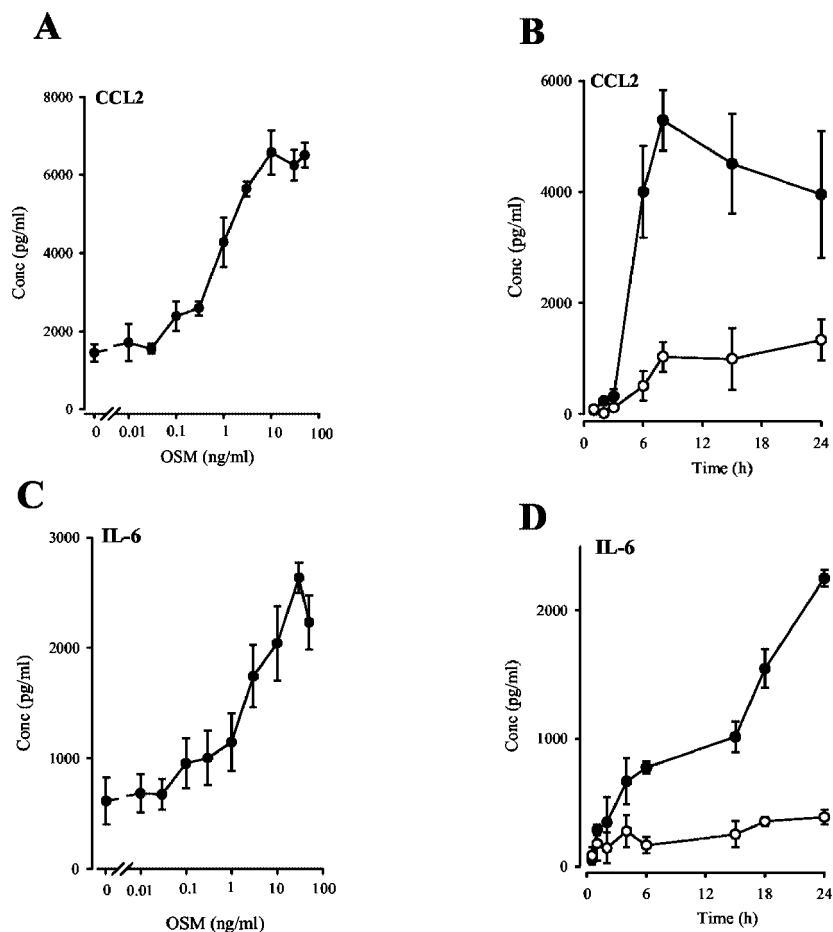 A
CCL2
8000
6000
4000
2000
0
Conc (pg/ml)
0 0.01 0.1 1 10 100
OSM (ng/ml)
B
CCL2
6000
4000
2000
0
Conc (pg/ml)
0 6 12 18 24
Time (h)
C
IL-6
3000
2000
1000
0
Conc (pg/ml)
0 0.01 0.1 1 10 100
OSM (ng/ml)
D
IL-6
2000
1000
0
Conc (pg/ml)
0 6 12 18 24
Time (h)